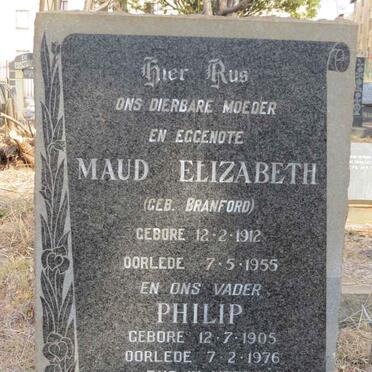 Hier Rus
ONS DIERBARE MOEDER
EN EGGENOTE
MAUD ELIZABETH
(GEB. BRANFORD)
GEBORE 12-2-1912
OORLEDE 7-5-1955
EN ONS VADER
PHILIP
GEBORE 12-7-1905
OORLEDE 7-2-1976